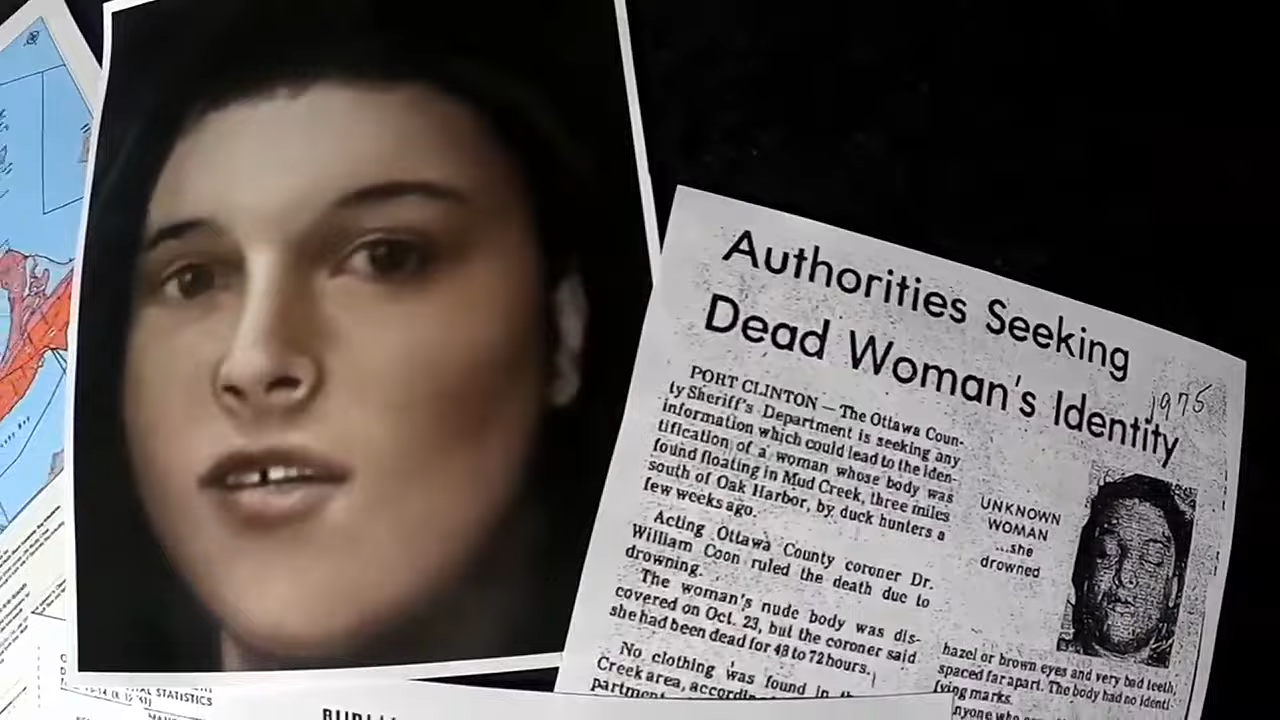 Authorities Seeking
Dead Woman's Identity
1975
PORT CLINTON — The Ottawa Coun-
ty Sheriff's Department is seeking any
information which could lead to the iden-
tification of a woman whose body was
found floating in Mud Creek, three miles
south of Oak Harbor, by duck hunters a
few weeks ago.
Acting Ottawa County coroner Dr.
William Coon ruled the death due to
drowning.
The woman's nude body was dis-
covered on Oct. 23, but the coroner said
she had been dead for 48 to 72 hours.
No clothing was found in
Creek area,
partment
UNKNOWN
WOMAN
...she
drowned
hazel or brown eyes and very bad teeth,
spaced far apart. The body had no identi-
fying marks.
STATISTICS